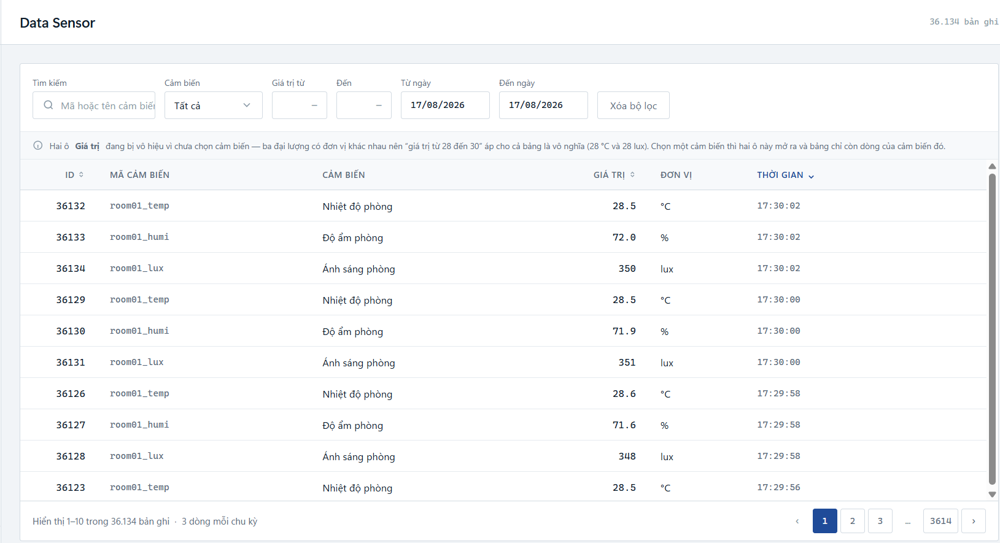 Data Sensor
36.134 bản ghi
Tìm kiếm Cảm biến Giá trị từ Đến Từ ngày Đến ngày
Mã hoặc tên cảm biến Tất cả – – 17/08/2026 17/08/2026 Xóa bộ lọc
Hai ô Giá trị đang bị vô hiệu vì chưa chọn cảm biến — ba đại lượng có đơn vị khác nhau nên "giá trị từ 28 đến 30" áp cho cả bảng là vô nghĩa (28 °C và 28 lux). Chọn một cảm biến thì hai ô này mở ra và bảng chỉ còn dòng của cảm biến đó.
ID MÃ CẢM BIẾN CẢM BIẾN GIÁ TRỊ ĐƠN VỊ THỜI GIAN
36132 room01_temp Nhiệt độ phòng 28.5 °C 17:30:02
36133 room01_humi Độ ẩm phòng 72.0 % 17:30:02
36134 room01_lux Ánh sáng phòng 350 lux 17:30:02
36129 room01_temp Nhiệt độ phòng 28.5 °C 17:30:00
36130 room01_humi Độ ẩm phòng 71.9 % 17:30:00
36131 room01_lux Ánh sáng phòng 351 lux 17:30:00
36126 room01_temp Nhiệt độ phòng 28.6 °C 17:29:58
36127 room01_humi Độ ẩm phòng 71.6 % 17:29:58
36128 room01_lux Ánh sáng phòng 348 lux 17:29:58
36123 room01_temp Nhiệt độ phòng 28.5 °C 17:29:56
Hiển thị 1–10 trong 36.134 bản ghi · 3 dòng mỗi chu kỳ
‹ 1 2 3 … 3614 ›